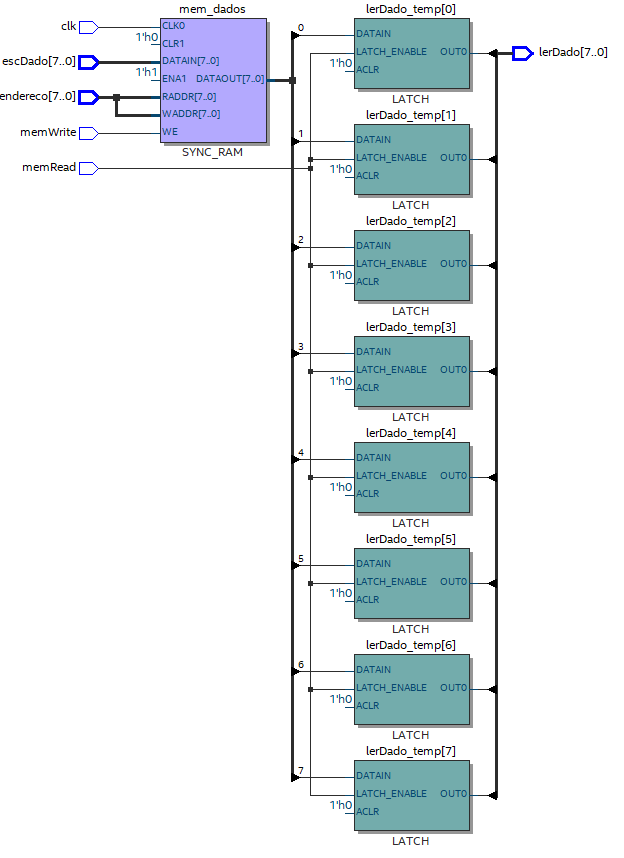 mem_dados
clk
CLK0
1'h0
CLR1
escDado[7..0]
DATAIN[7..0]
1'h1
ENA1
DATAOUT[7..0]
endereco[7..0]
RADDR[7..0]
WADDR[7..0]
memWrite
WE
SYNC_RAM
memRead
lerDado_temp[0]
0
DATAIN
LATCH_ENABLE
OUT0
1'h0
ACLR
LATCH
lerDado[7..0]
lerDado_temp[1]
1
DATAIN
LATCH_ENABLE
OUT0
1'h0
ACLR
LATCH
lerDado_temp[2]
2
DATAIN
LATCH_ENABLE
OUT0
1'h0
ACLR
LATCH
lerDado_temp[3]
3
DATAIN
LATCH_ENABLE
OUT0
1'h0
ACLR
LATCH
lerDado_temp[4]
4
DATAIN
LATCH_ENABLE
OUT0
1'h0
ACLR
LATCH
lerDado_temp[5]
5
DATAIN
LATCH_ENABLE
OUT0
1'h0
ACLR
LATCH
lerDado_temp[6]
6
DATAIN
LATCH_ENABLE
OUT0
1'h0
ACLR
LATCH
lerDado_temp[7]
7
DATAIN
LATCH_ENABLE
OUT0
1'h0
ACLR
LATCH